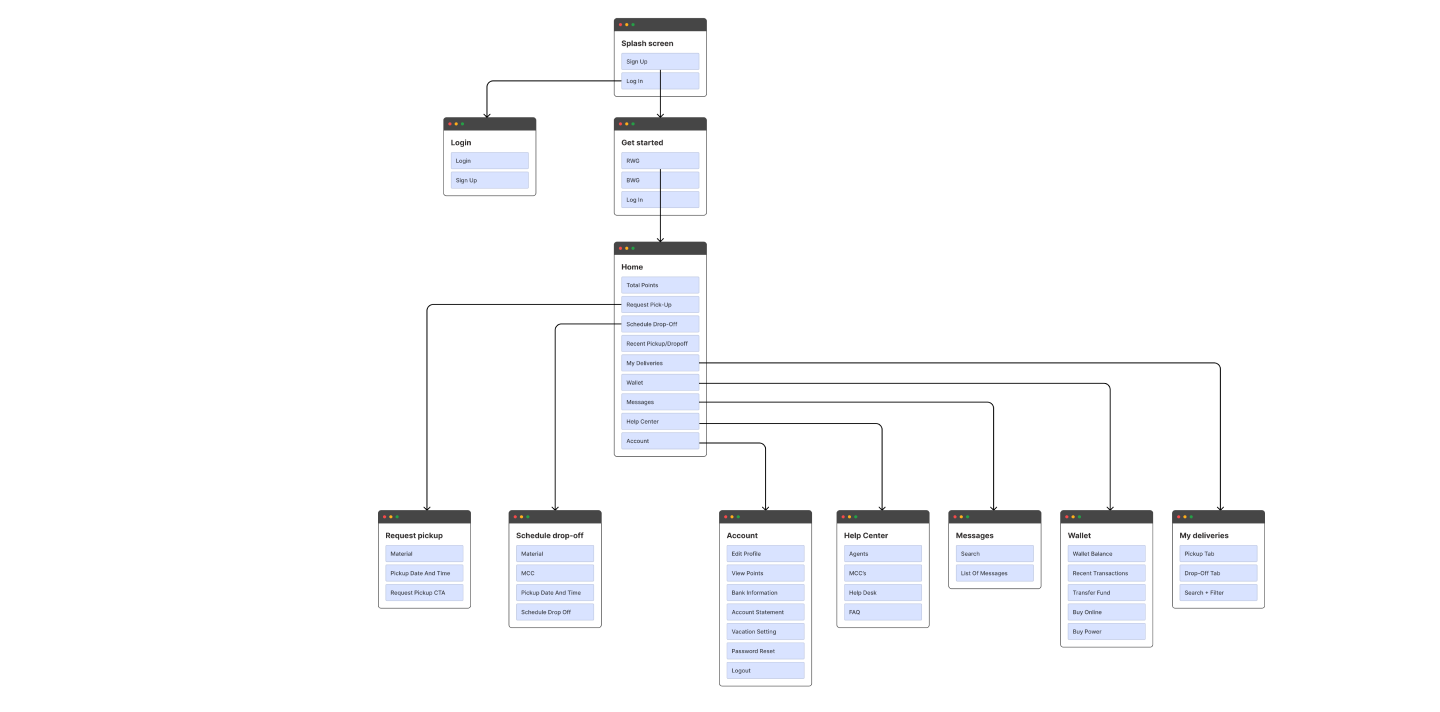 Splash screen
Sign Up
Log In
Login
Login
Sign Up
Get started
RWG
BWG
Log In
Home
Total Points
Request Pick-Up
Schedule Drop-Off
Recent Pickup/Dropoff
My Deliveries
Wallet
Messages
Help Center
Account
Request pickup
Material
Pickup Date And Time
Request Pickup CTA
Schedule drop-off
Material
MCC
Pickup Date And Time
Schedule Drop Off
Account
Edit Profile
View Points
Bank Information
Account Statement
Vacation Setting
Password Reset
Logout
Help Center
Agents
MCC's
Help Desk
FAQ
Messages
Search
List Of Messages
Wallet
Wallet Balance
Recent Transactions
Transfer Fund
Buy Online
Buy Power
My deliveries
Pickup Tab
Drop-Off Tab
Search + Filter